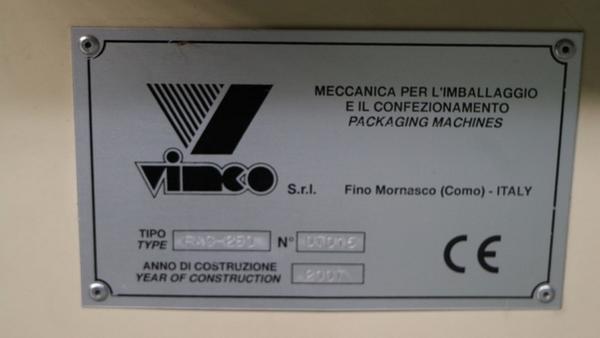 MECCANICA PER L'IMBALLAGGIO
E IL CONFEZIONAMENTO
PACKAGING MACHINES
Vimco S.r.l. Fino Mornasco (Como) - ITALY
TIPO
TYPE N°
ANNO DI COSTRUZIONE
YEAR OF CONSTRUCTION 2007
CE